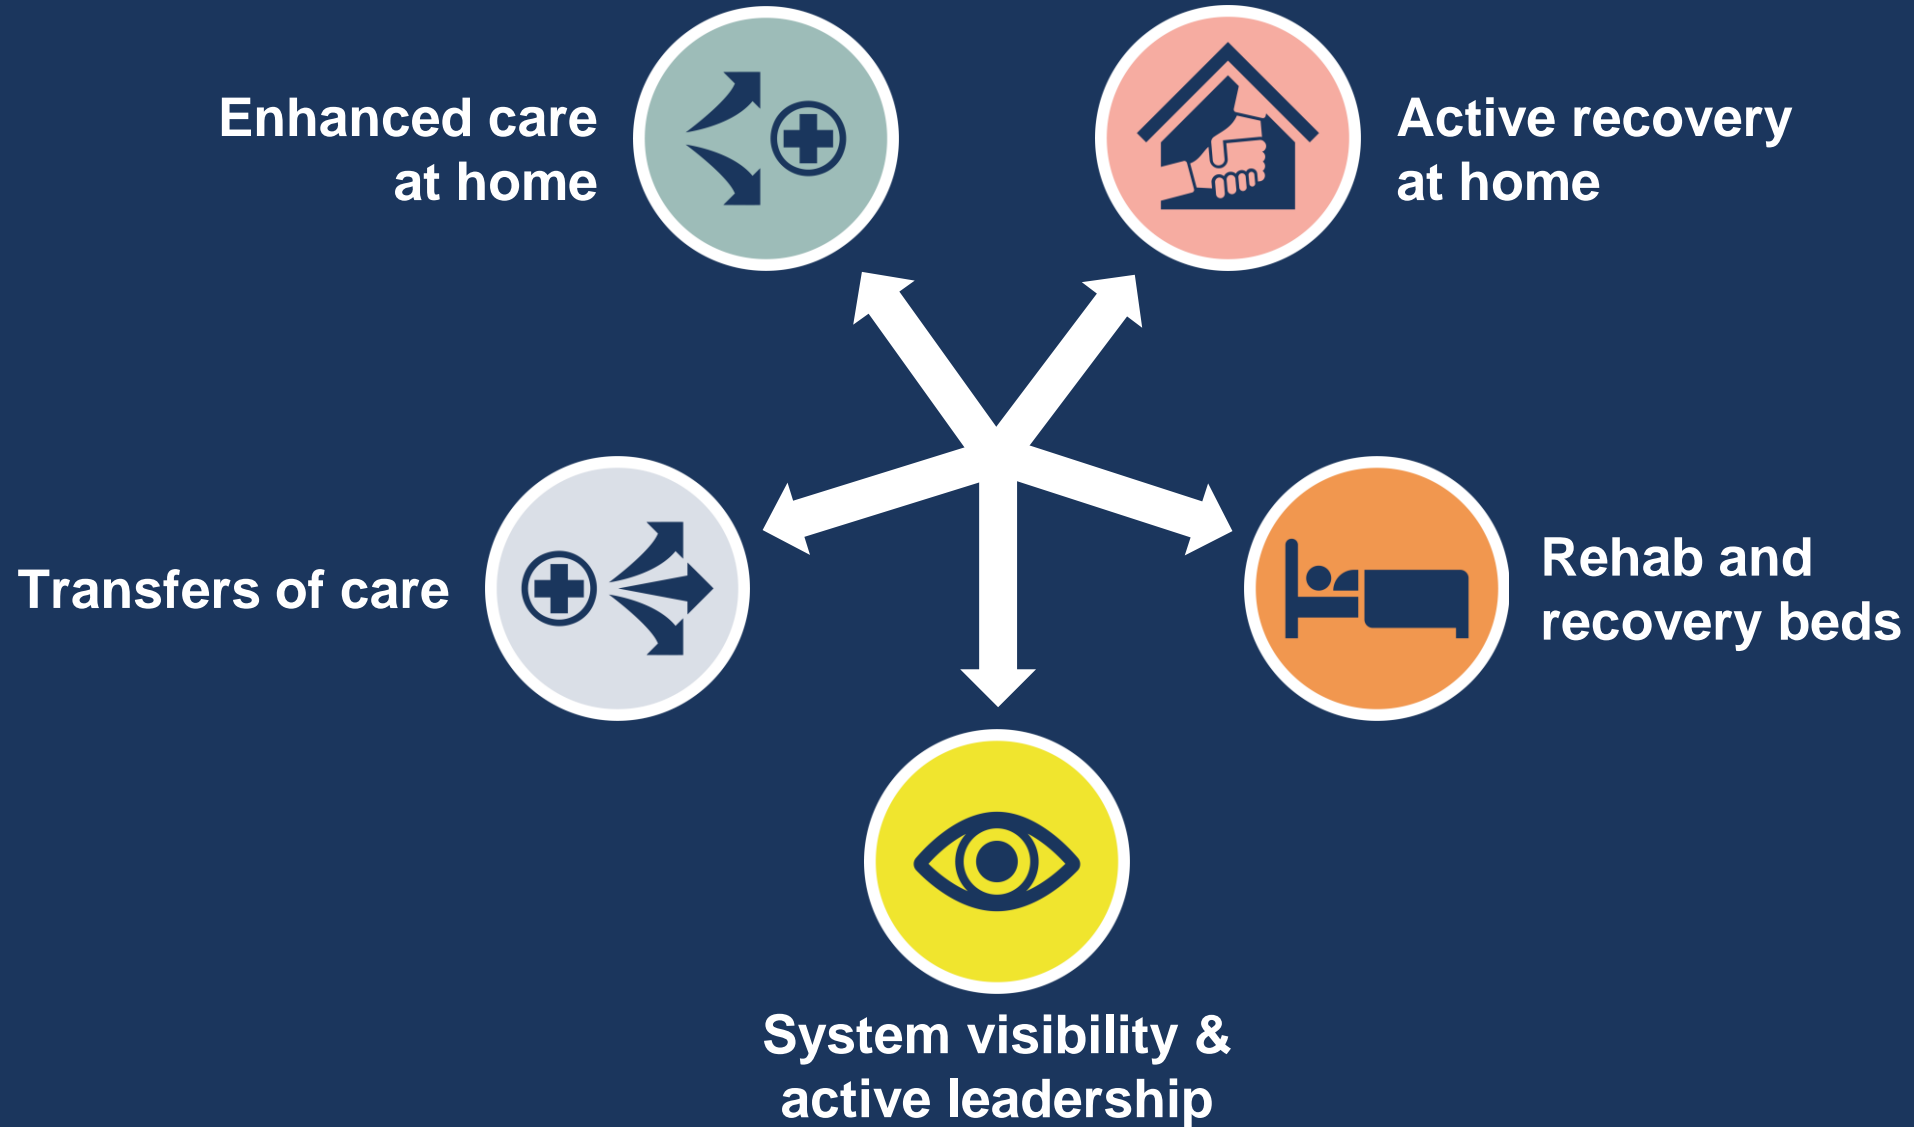 Enhanced care
at home
Active recovery
at home
Transfers of care
Rehab and
recovery beds
System visibility &
active leadership